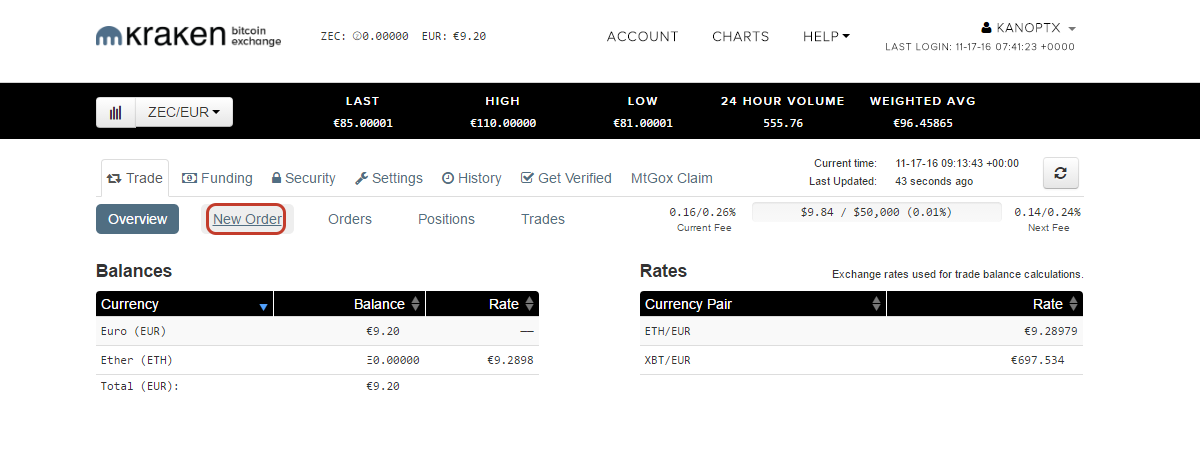 kraken bitcoin exchange
ZEC: ⓩ0.00000 EUR: €9.20
ACCOUNT CHARTS HELP
KANOPTX
LAST LOGIN: 11-17-16 07:41:23 +0000
ZEC/EUR
LAST HIGH LOW 24 HOUR VOLUME WEIGHTED AVG
€85.00001 €110.00000 €81.00001 555.76 €96.45865
Trade Funding Security Settings History Get Verified MtGox Claim
Current time: 11-17-16 09:13:43 +00:00
Last Updated: 43 seconds ago
Overview New Order Orders Positions Trades
0.16/0.26% $9.84 / $50,000 (0.01%) 0.14/0.24%
Current Fee Next Fee
Balances
Currency Balance Rate
Euro (EUR) €9.20 ––
Ether (ETH) Ξ0.00000 €9.2898
Total (EUR): €9.20
Rates
Exchange rates used for trade balance calculations.
Currency Pair Rate
ETH/EUR €9.28979
XBT/EUR €697.534